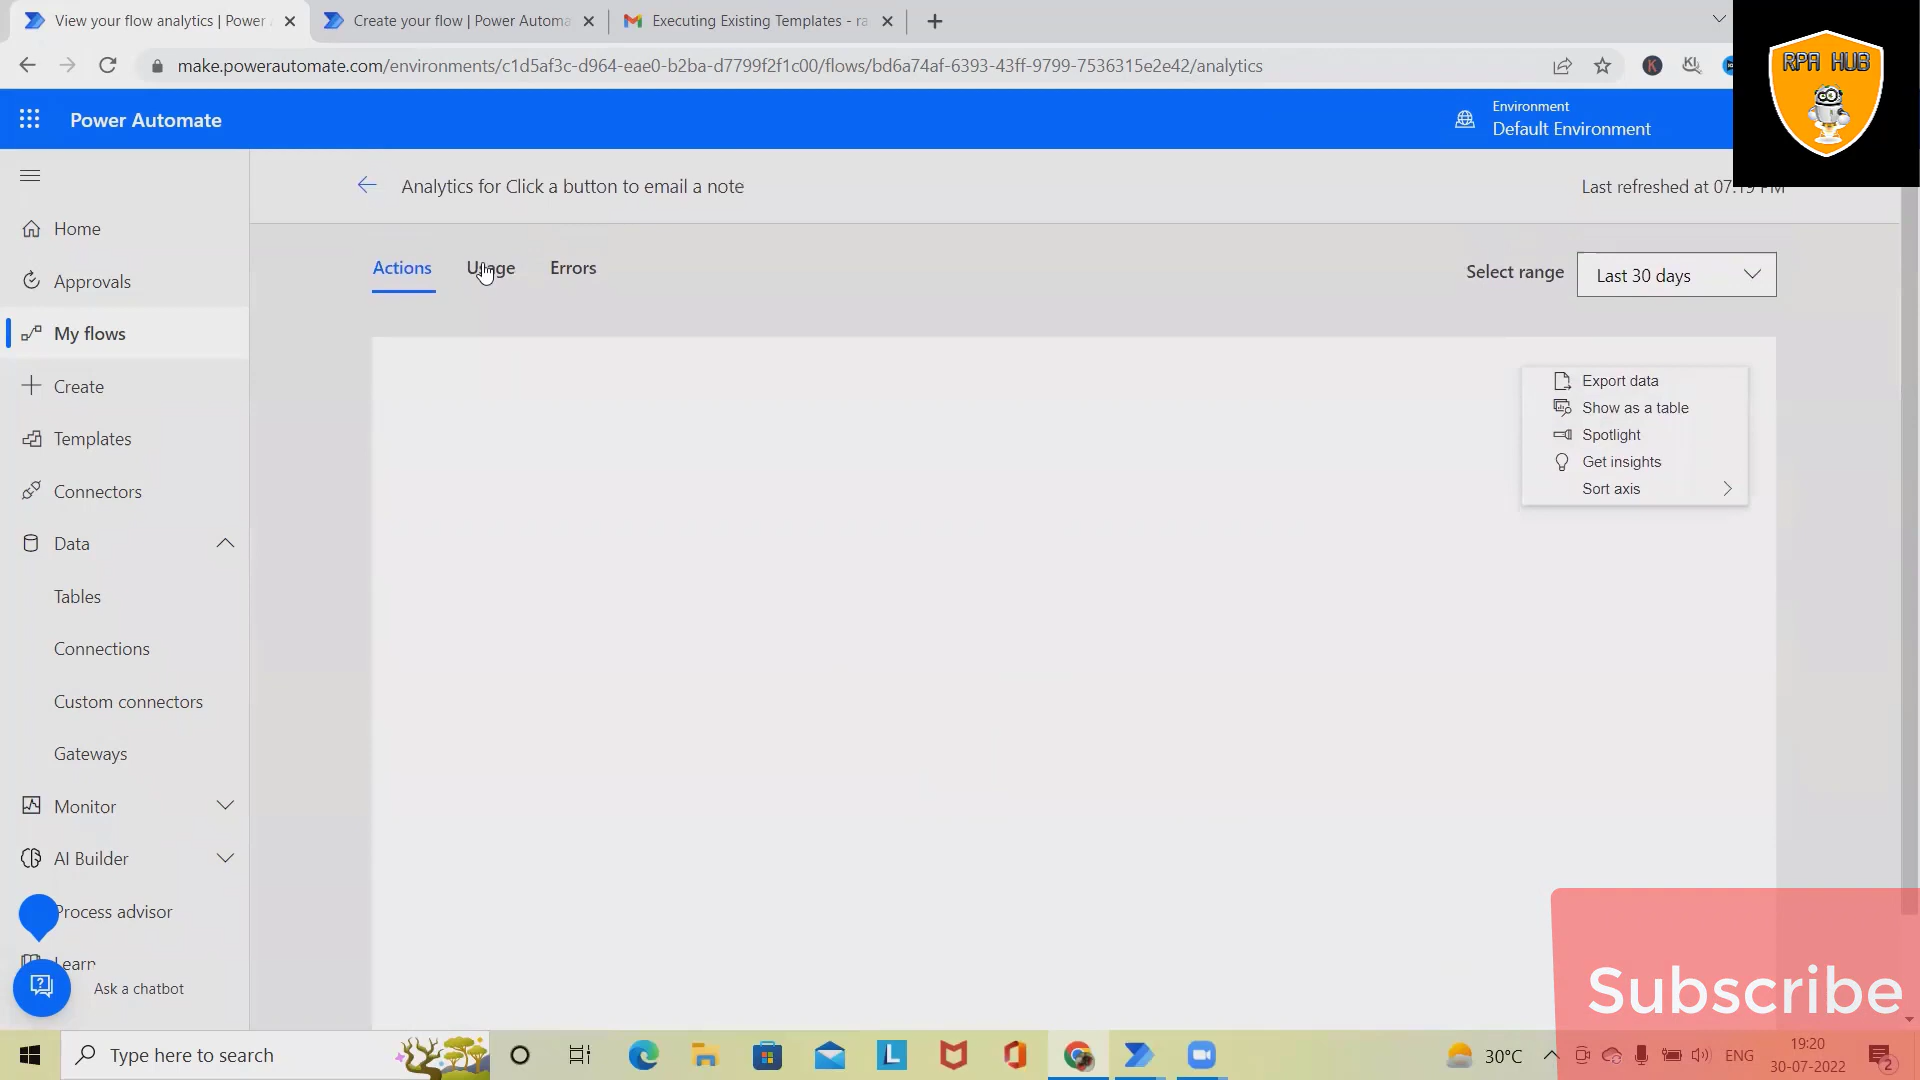 View your flow analytics | Power
Create your flow | Power Automa
Executing Existing Templates - ra
make.powerautomate.com/environments/c1d5af3c-d964-eae0-b2ba-d7799f2f1c00/flows/bd6a74af-6393-43ff-9799-7536315e2e42/analytics
RPA HUB
Power Automate
Environment
Default Environment
Analytics for Click a button to email a note
Last refreshed at 07:19 PM
Home
Approvals
My flows
Create
Templates
Connectors
Data
Tables
Connections
Custom connectors
Gateways
Monitor
AI Builder
Process advisor
Learn
Ask a chatbot
Actions
Usage
Errors
Select range
Last 30 days
Export data
Show as a table
Spotlight
Get insights
Sort axis
Subscribe
Type here to search
30°C
ENG
19:20
30-07-2022
2